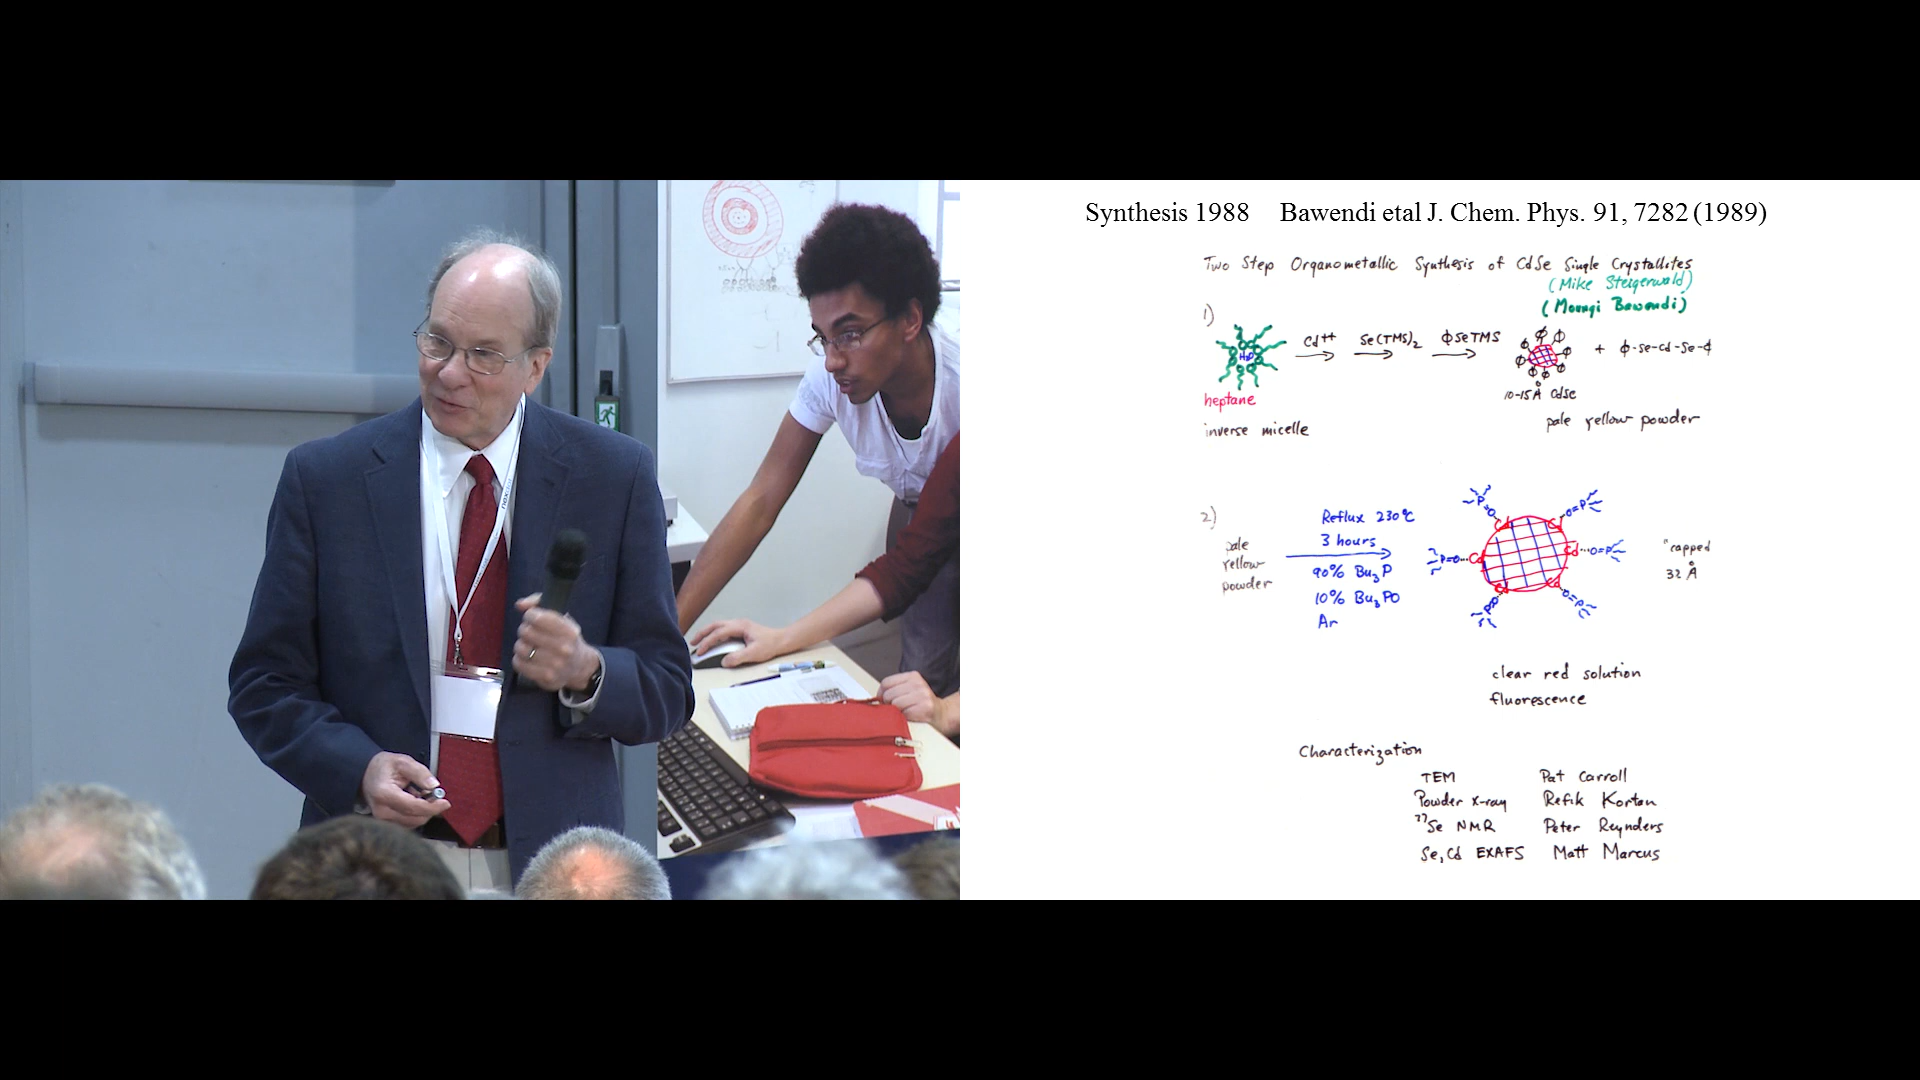 Synthesis 1988 Bawendi etal J. Chem. Phys. 91, 7282 (1989)
Two Step Organometallic Synthesis of CdSe Single Crystallites
(Mike Steigerwald)
(Moungi Bawendi)
1)
H2O
Cd++ Se(TMS)2 ΦSeTMS
+ Φ-Se-Cd-Se-Φ
heptane
10-15Å CdSe
inverse micelle
pale yellow powder
2)
pale
yellow
powder
Reflux 230°C
3 hours
90% Bu3P
10% Bu3PO
Ar
"capped
32 Å
clear red solution
fluorescence
Characterization
TEM Pat Carroll
Powder X-ray Refik Kortan
77Se NMR Peter Reynders
Se, Cd EXAFS Matt Marcus